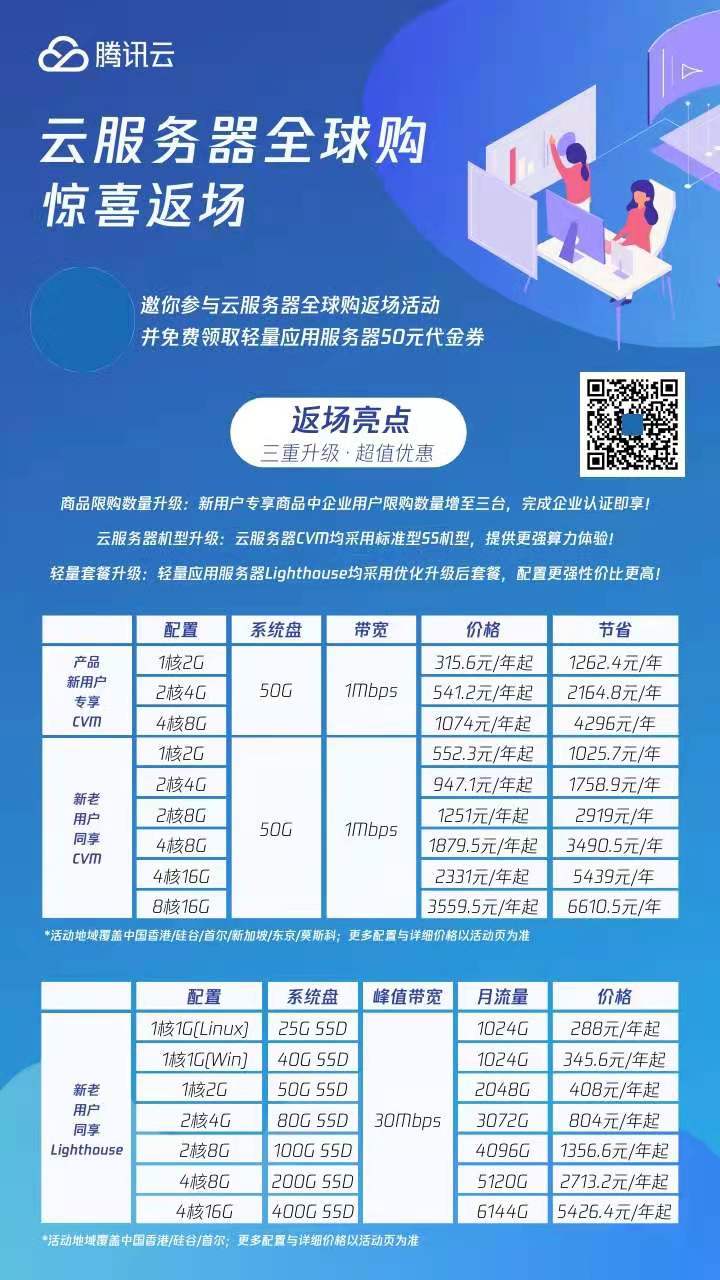 腾讯云
云服务器全球购
惊喜返场
邀你参与云服务器全球购返场活动
并免费领取轻量应用服务器50元代金券
返场亮点
三重升级·超值优惠
商品限购数量升级：新用户专享商品中企业用户限购数量增至三台，完成企业认证即享！
云服务器机型升级：云服务器CVM均采用标准型S5机型，提供更强算力体验！
轻量套餐升级：轻量应用服务器Lighthouse均采用优化升级后套餐，配置更强性价比更高！
配置 系统盘 带宽 价格 节省
产品
新用户
专享
CVM
50G 1Mbps
1核2G 315.6元/年起 1262.4元/年
2核4G 541.2元/年起 2164.8元/年
4核8G 1074元/年起 4296元/年
新老
用户
同享
CVM
50G 1Mbps
1核2G 552.3元/年起 1025.7元/年
2核4G 947.1元/年起 1758.9元/年
2核8G 1251元/年起 2919元/年
4核8G 1879.5元/年起 3490.5元/年
4核16G 2331元/年起 5439元/年
8核16G 3559.5元/年起 6610.5元/年
*活动地域覆盖中国香港/硅谷/首尔/新加坡/东京/莫斯科；更多配置与详细价格以活动页为准
配置 系统盘 峰值带宽 月流量 价格
新老
用户
同享
Lighthouse
30Mbps
1核1G(Linux) 25G SSD 1024G 288元/年起
1核1G(Win) 40G SSD 1024G 345.6元/年起
1核2G 50G SSD 2048G 408元/年起
2核4G 80G SSD 3072G 804元/年起
2核8G 100G SSD 4096G 1356.6元/年起
4核8G 200G SSD 5120G 2713.2元/年起
4核16G 400G SSD 6144G 5426.4元/年起
*活动地域覆盖中国香港/硅谷/首尔；更多配置与详细价格以活动页为准